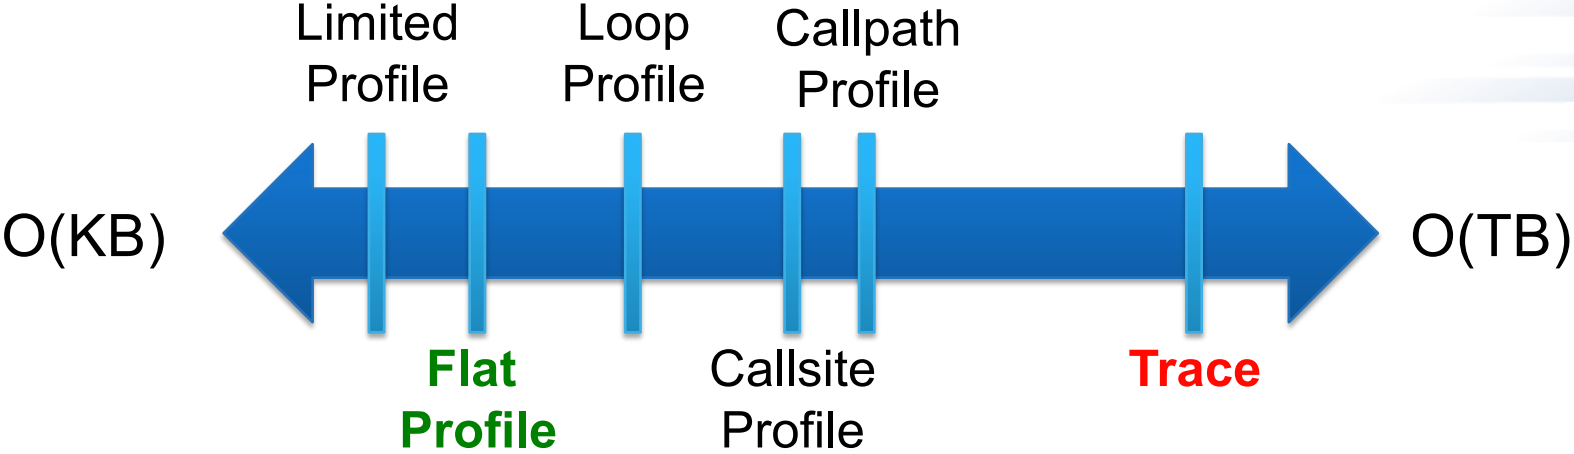 Limited
Profile
Loop
Profile
Callpath
Profile
O(KB)
O(TB)
Flat
Profile
Callsite
Profile
Trace